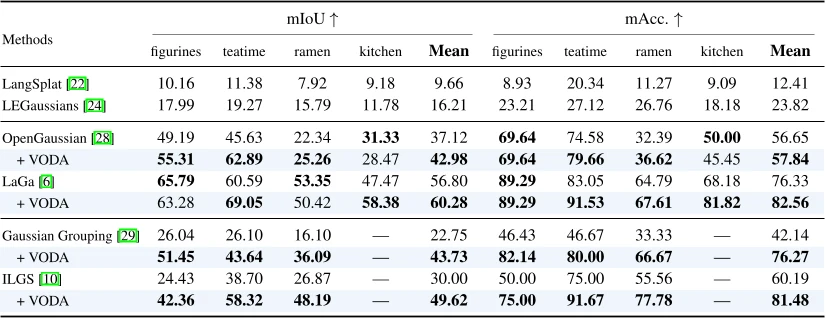 Methods mIoU ↑ mAcc. ↑
figurines teatime ramen kitchen Mean figurines teatime ramen kitchen Mean
LangSplat [22] 10.16 11.38 7.92 9.18 9.66 8.93 20.34 11.27 9.09 12.41
LEGaussians [24] 17.99 19.27 15.79 11.78 16.21 23.21 27.12 26.76 18.18 23.82
OpenGaussian [28] 49.19 45.63 22.34 31.33 37.12 69.64 74.58 32.39 50.00 56.65
+ VODA 55.31 62.89 25.26 28.47 42.98 69.64 79.66 36.62 45.45 57.84
LaGa [6] 65.79 60.59 53.35 47.47 56.80 89.29 83.05 64.79 68.18 76.33
+ VODA 63.28 69.05 50.42 58.38 60.28 89.29 91.53 67.61 81.82 82.56
Gaussian Grouping [29] 26.04 26.10 16.10 — 22.75 46.43 46.67 33.33 — 42.14
+ VODA 51.45 43.64 36.09 — 43.73 82.14 80.00 66.67 — 76.27
ILGS [10] 24.43 38.70 26.87 — 30.00 50.00 75.00 55.56 — 60.19
+ VODA 42.36 58.32 48.19 — 49.62 75.00 91.67 77.78 — 81.48